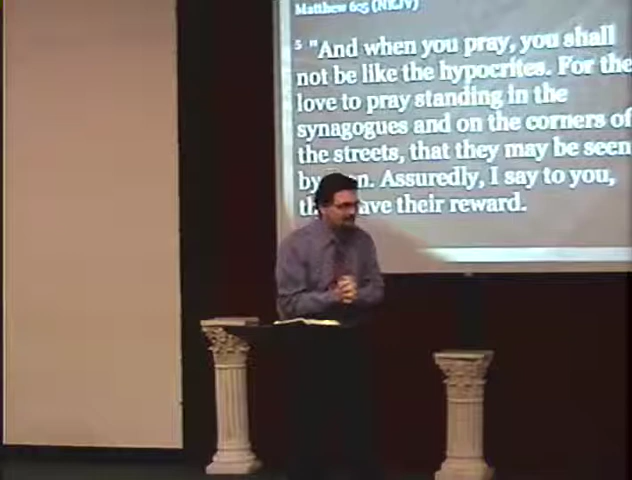 Matthew 6:5 (NKJV)
5 "And when you pray, you shall
not be like the hypocrites. For the
love to pray standing in the
synagogues and on the corners of
the streets, that they may be seen
by . Assuredly, I say to you,
their reward.